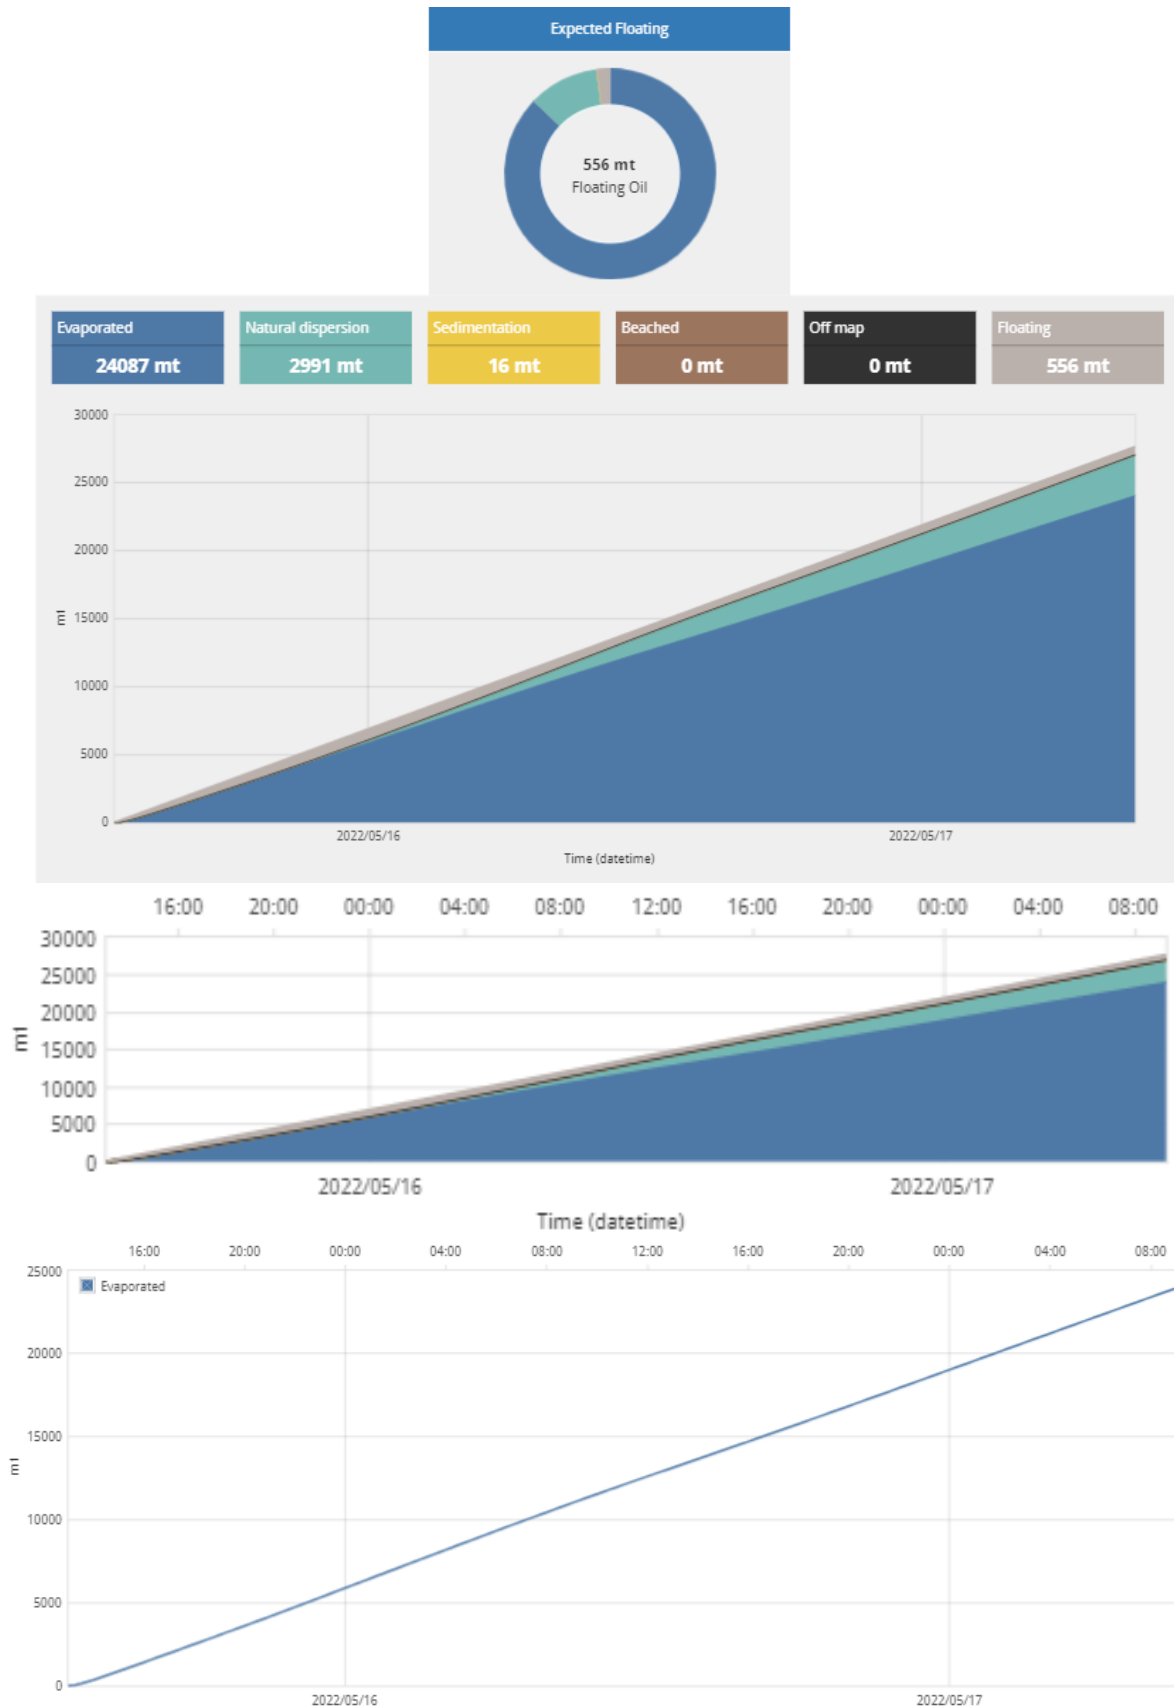 Expected Floating
556 mt
Floating Oil
Evaporated Natural dispersion Sedimentation Beached Off map Floating
24087 mt 2991 mt 16 mt 0 mt 0 mt 556 mt
30000
25000
20000
15000
m1
10000
5000
0
2022/05/16 2022/05/17
Time (datetime)
16:00 20:00 00:00 04:00 08:00 12:00 16:00 20:00 00:00 04:00 08:00
30000
25000
20000
m1
15000
10000
5000
0
2022/05/16 2022/05/17
Time (datetime)
16:00 20:00 00:00 04:00 08:00 12:00 16:00 20:00 00:00 04:00 08:00
25000
Evaporated
20000
15000
m1
10000
5000
0
2022/05/16 2022/05/17